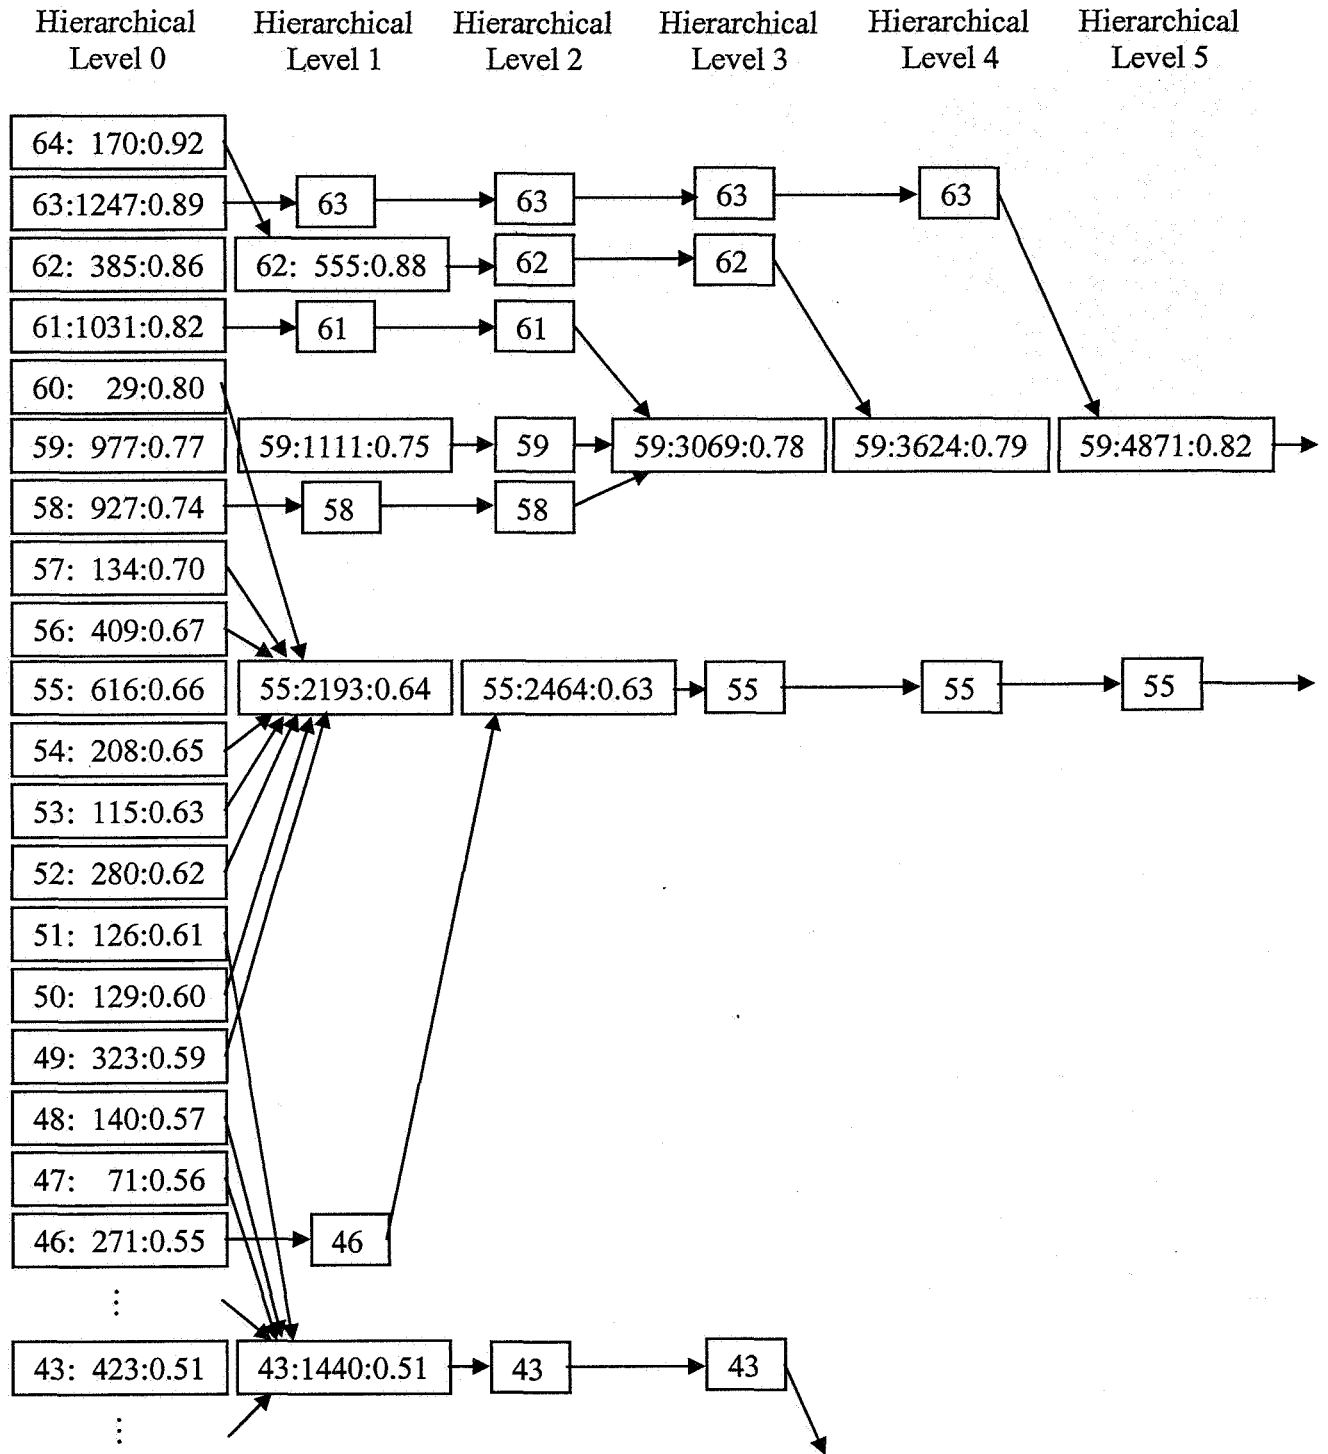 Hierarchical Level 0
Hierarchical Level 1
Hierarchical Level 2
Hierarchical Level 3
Hierarchical Level 4
Hierarchical Level 5
64: 170:0.92
63:1247:0.89 63 63 63 63
62: 385:0.86 62: 555:0.88 62 62
61:1031:0.82 61 61
60: 29:0.80
59: 977:0.77 59:1111:0.75 59 59:3069:0.78 59:3624:0.79 59:4871:0.82
58: 927:0.74 58 58
57: 134:0.70
56: 409:0.67
55: 616:0.66 55:2193:0.64 55:2464:0.63 55 55 55
54: 208:0.65
53: 115:0.63
52: 280:0.62
51: 126:0.61
50: 129:0.60
49: 323:0.59
48: 140:0.57
47: 71:0.56
46: 271:0.55 46
⋮
43: 423:0.51 43:1440:0.51 43 43
⋮